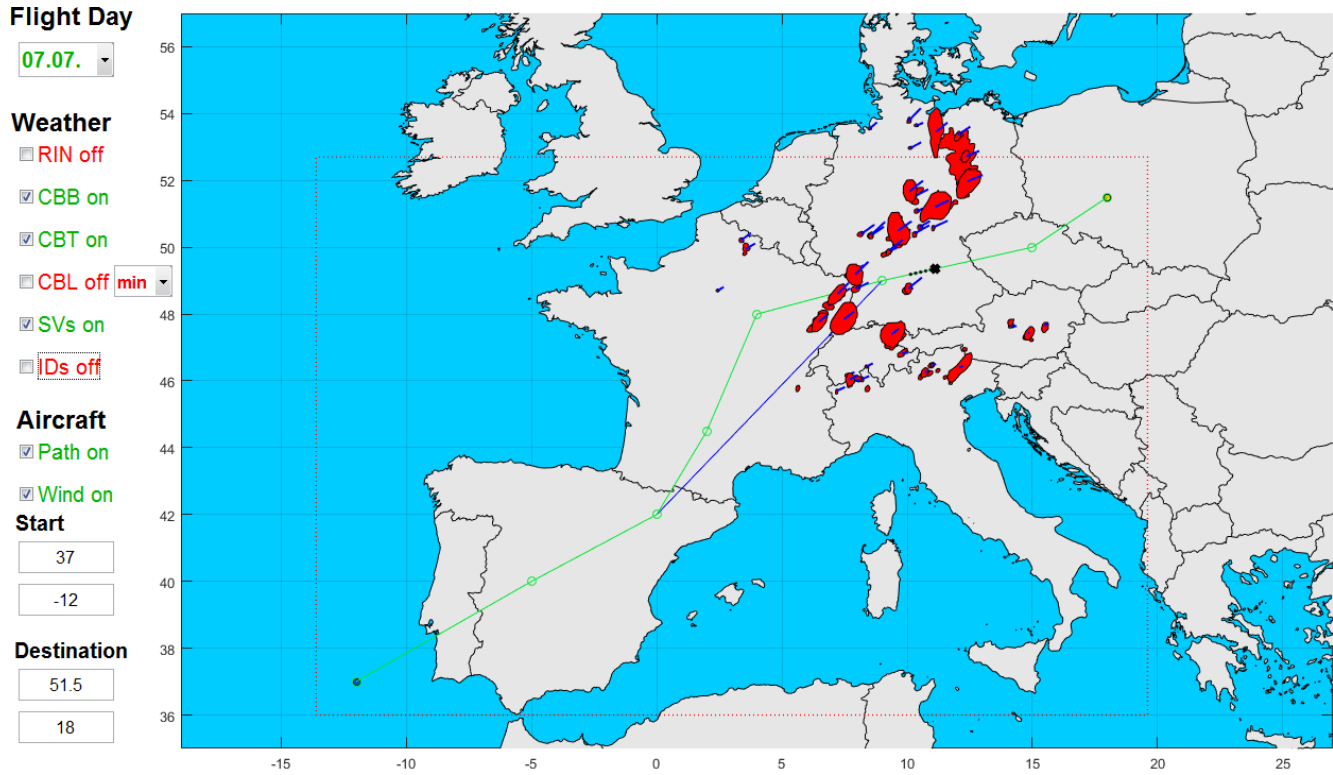 Flight Day
07.07.
Weather
RIN off
CBB on
CBT on
CBL off min
SVs on
IDs off
Aircraft
Path on
Wind on
Start
37
-12
Destination
51.5
18
56
54
52
50
48
46
44
42
40
38
36
-15 -10 -5 0 5 10 15 20 25